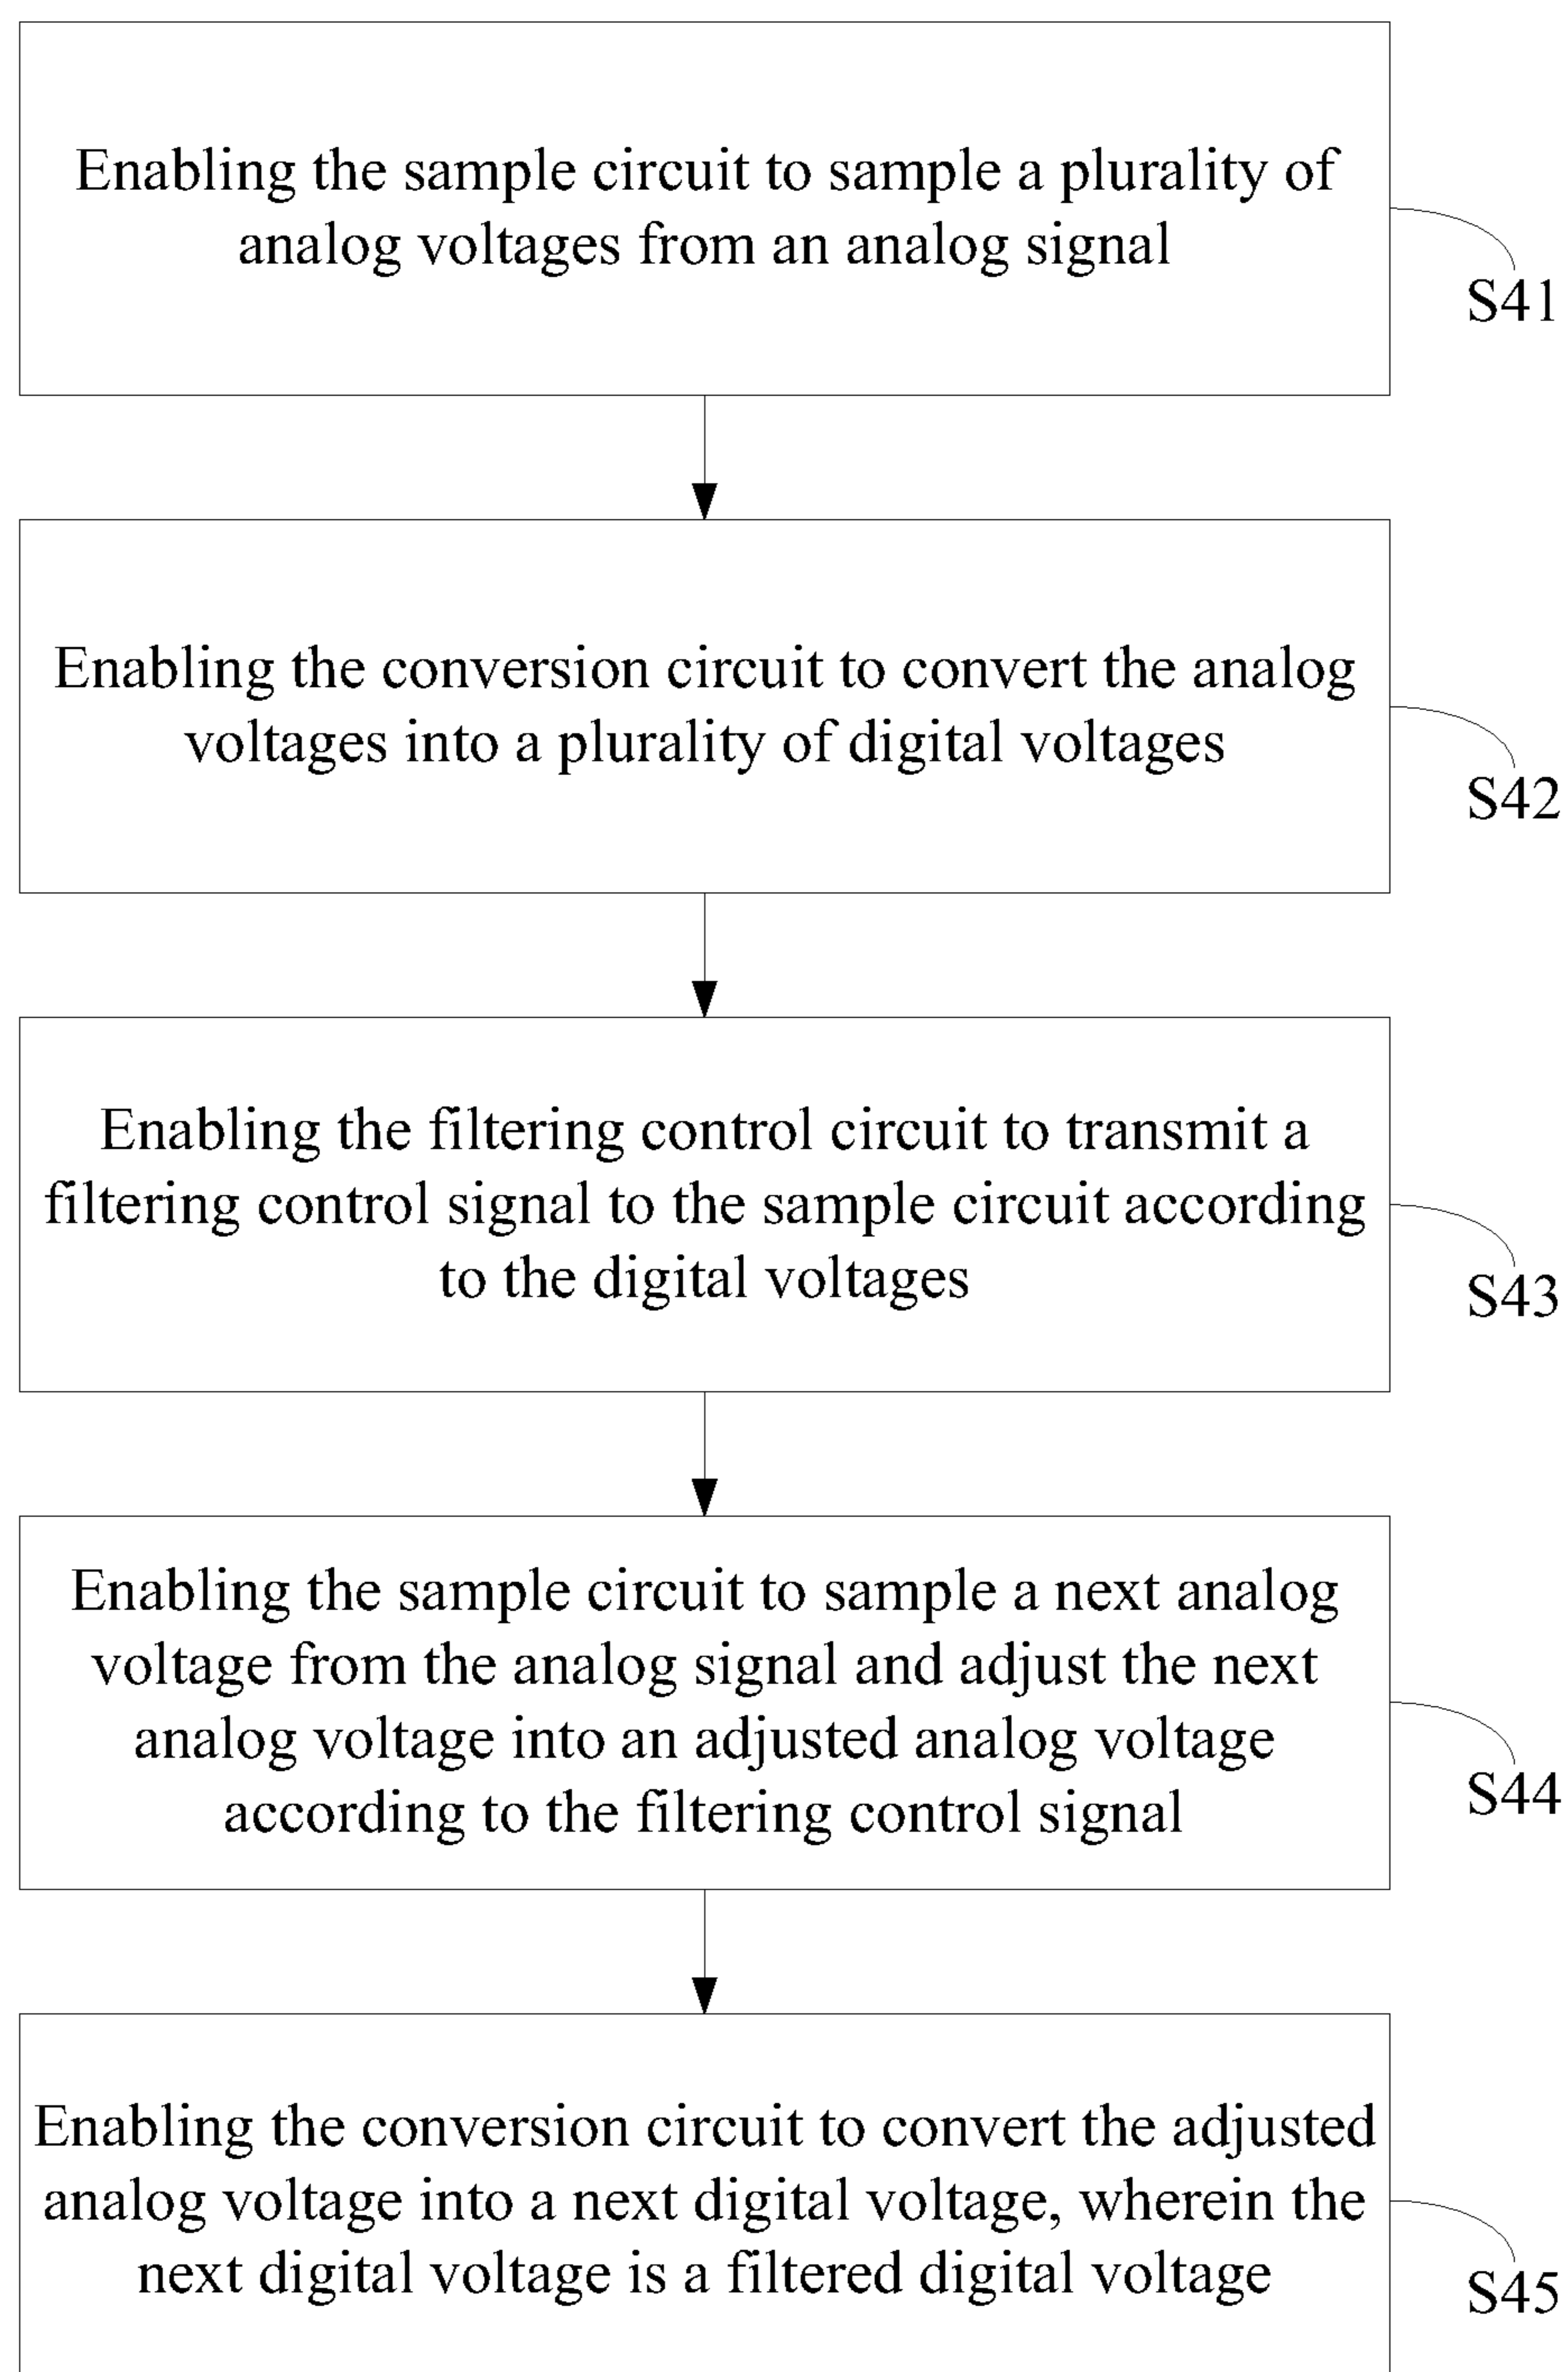 Enabling the sample circuit to sample a plurality of
analog voltages from an analog signal
S41
Enabling the conversion circuit to convert the analog
voltages into a plurality of digital voltages
S42
Enabling the filtering control circuit to transmit a
filtering control signal to the sample circuit according
to the digital voltages
S43
Enabling the sample circuit to sample a next analog
voltage from the analog signal and adjust the next
analog voltage into an adjusted analog voltage
according to the filtering control signal
S44
Enabling the conversion circuit to convert the adjusted
analog voltage into a next digital voltage, wherein the
next digital voltage is a filtered digital voltage
S45